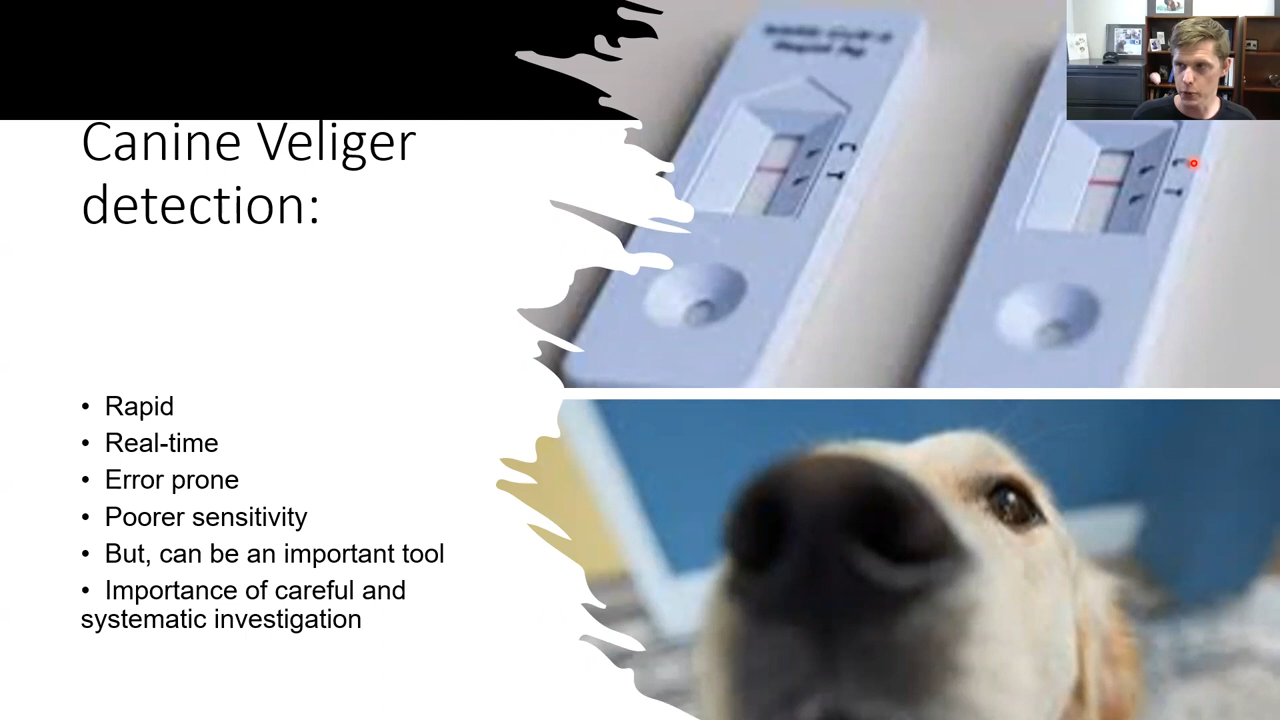 Canine Veliger
detection:
• Rapid
• Real-time
• Error prone
• Poorer sensitivity
• But, can be an important tool
• Importance of careful and
systematic investigation
C
T
C
T